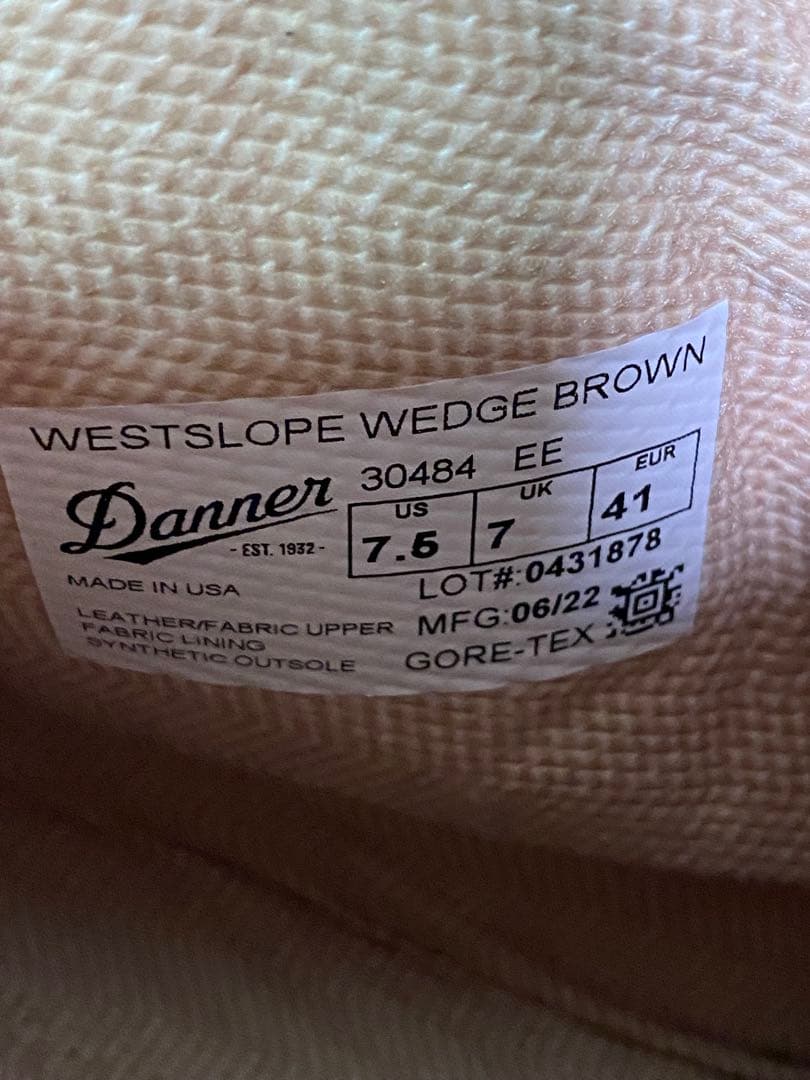 WESTSLOPE WEDGE BROWN
Danner
- EST. 1932 -
30484 EE
US UK EUR
7.5 7 41
MADE IN USA
LOT#:0431878
LEATHER/FABRIC UPPER
FABRIC LINING
SYNTHETIC OUTSOLE
MFG:06/22
GORE-TEX